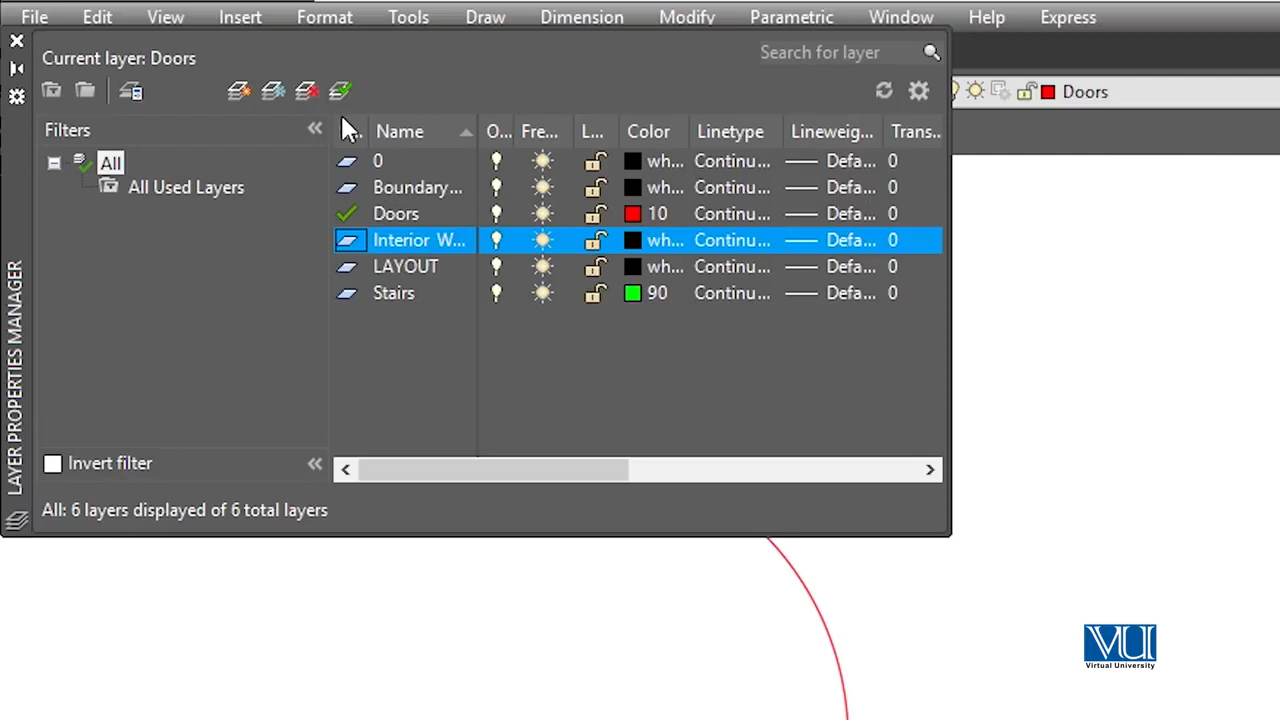 File Edit View Insert Format Tools Draw Dimension Modify Parametric Window Help Express
Current layer: Doors
Search for layer
Doors
Filters
All
All Used Layers
.. Name O... Fre... L... Color Linetype Lineweig... Trans...
0 wh... Continu... Defa... 0
Boundary... wh... Continu... Defa... 0
Doors 10 Continu... Defa... 0
Interior W... wh... Continu... Defa... 0
LAYOUT wh... Continu... Defa... 0
Stairs 90 Continu... Defa... 0
Invert filter
All: 6 layers displayed of 6 total layers
LAYER PROPERTIES MANAGER
VU
Virtual University